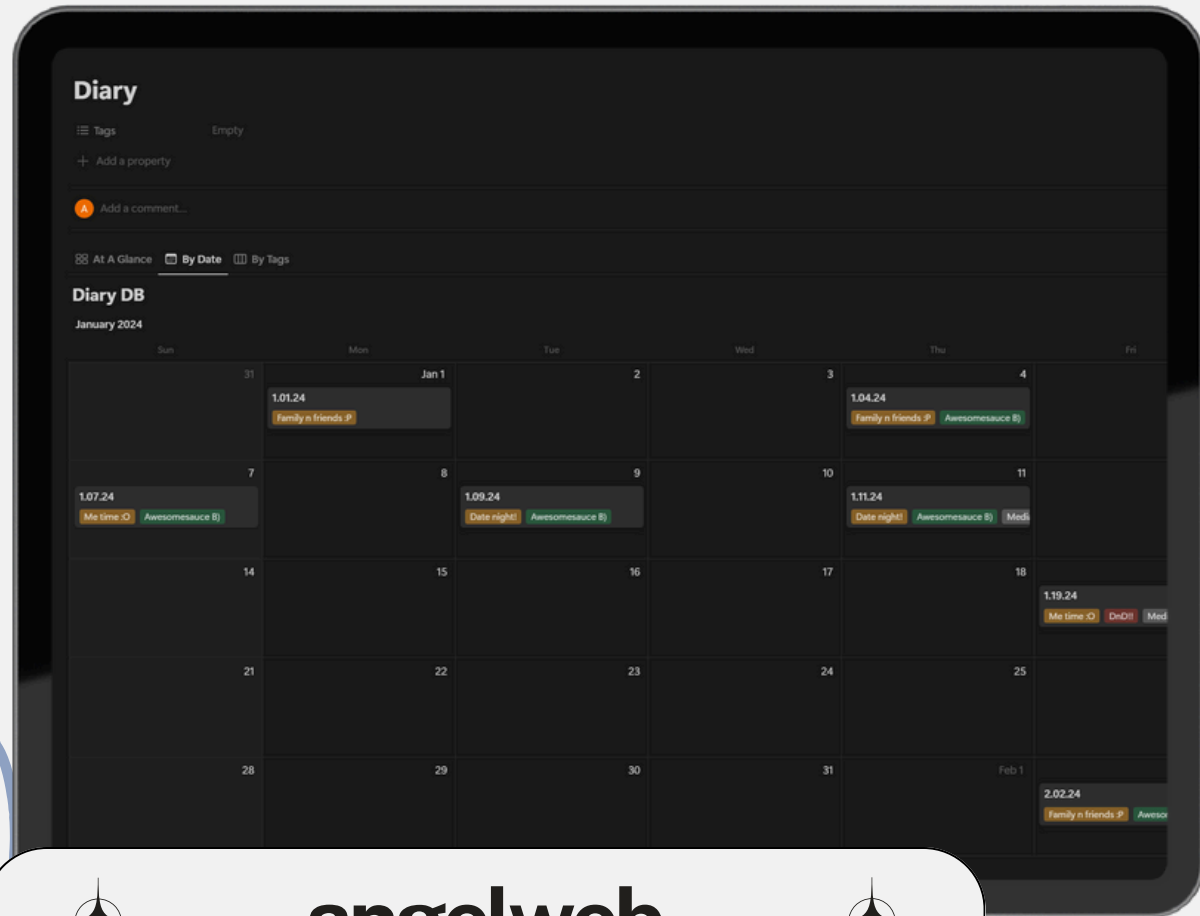 Diary
Tags Empty
Add a property
A Add a comment...
At A Glance By Date By Tags
Diary DB
January 2024
Sun Mon Tue Wed Thu Fri
31 Jan 1 2 3 4
1.01.24 1.04.24
Family n friends :P Family n friends :P Awesomesauce B)
7 8 9 10 11
1.07.24 1.09.24 1.11.24
Me time :O Awesomesauce B) Date night! Awesomesauce B) Date night! Awesomesauce B)
14 15 16 17 18
1.19.24
Me time :O DnD!!
21 22 23 24 25
28 29 30 31 Feb 1
2.02.24
Family n friends :P
angelweb